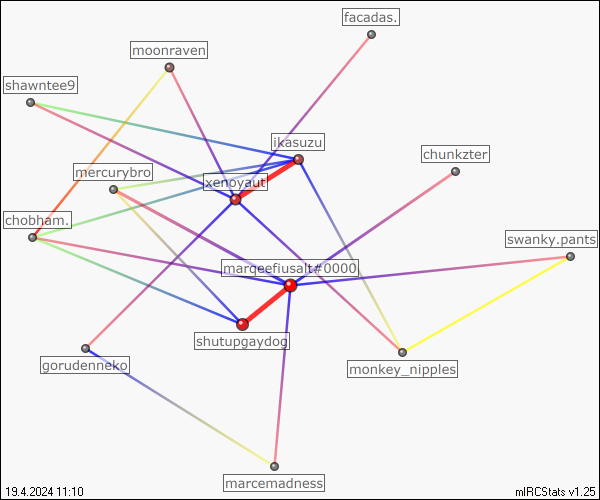 facadas.
moonraven
shawntee9
ikasuzu
chunkzter
mercurybro
xenoyaut
chobham.
swanky.pants
marqeefiusalt#0000
shutupgaydog
gorudenneko
monkey_nipples
marcemadness
19.4.2024 11:10
mIRCStats v1.25